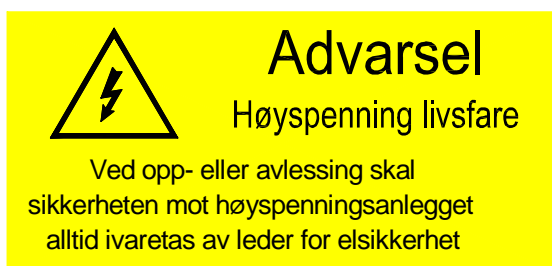 Advarsel
Høyspenning livsfare
Ved opp- eller avlessing skal
sikkerheten mot høyspenningsanlegget
alltid ivaretas av leder for elsikkerhet